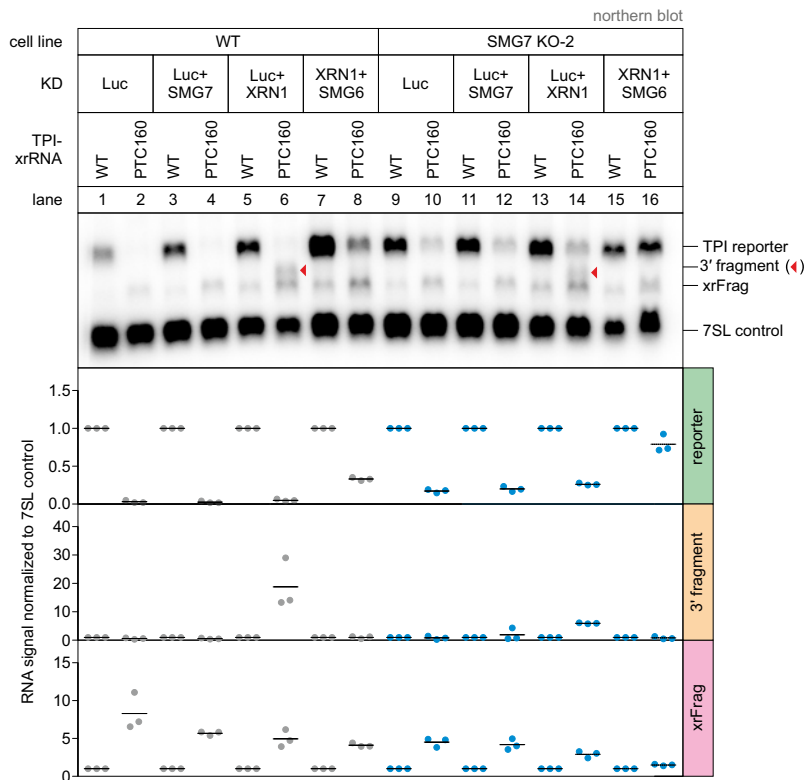 northern blot
cell line WT SMG7 KO-2
KD Luc Luc+ SMG7 Luc+ XRN1 XRN1+ SMG6 Luc Luc+ SMG7 Luc+ XRN1 XRN1+ SMG6
TPI-
xrRNA WT PTC160 WT PTC160 WT PTC160 WT PTC160 WT PTC160 WT PTC160 WT PTC160 WT PTC160
lane 1 2 3 4 5 6 7 8 9 10 11 12 13 14 15 16
TPI reporter
3′ fragment ( )
xrFrag
7SL control
RNA signal normalized to 7SL control
1.5
1.0
0.5
0.0
reporter
40
30
20
10
0
3' fragment
15
10
5
0
xrFrag